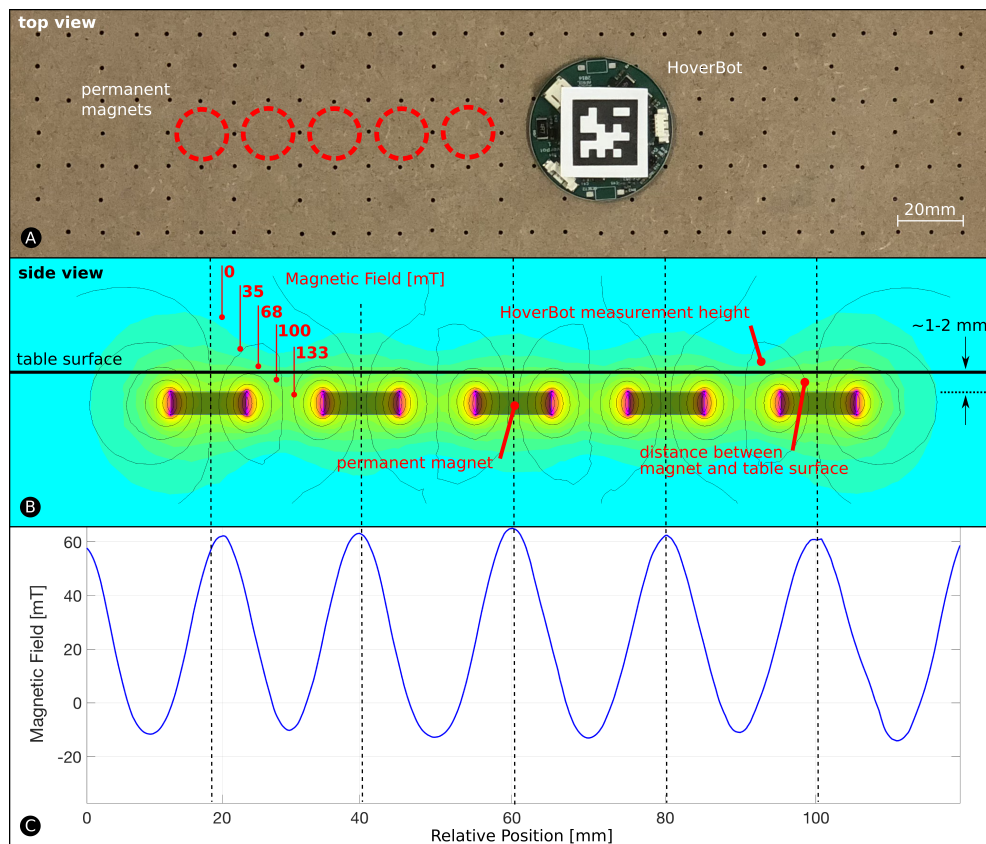 top view
permanent
magnets
HoverBot
20mm
A
side view
0
Magnetic Field [mT]
35
68
HoverBot measurement height
100
~1-2 mm
133
table surface
permanent magnet
distance between
magnet and table surface
B
60
40
20
0
-20
Magnetic Field [mT]
0
20
40
60
80
100
Relative Position [mm]
C